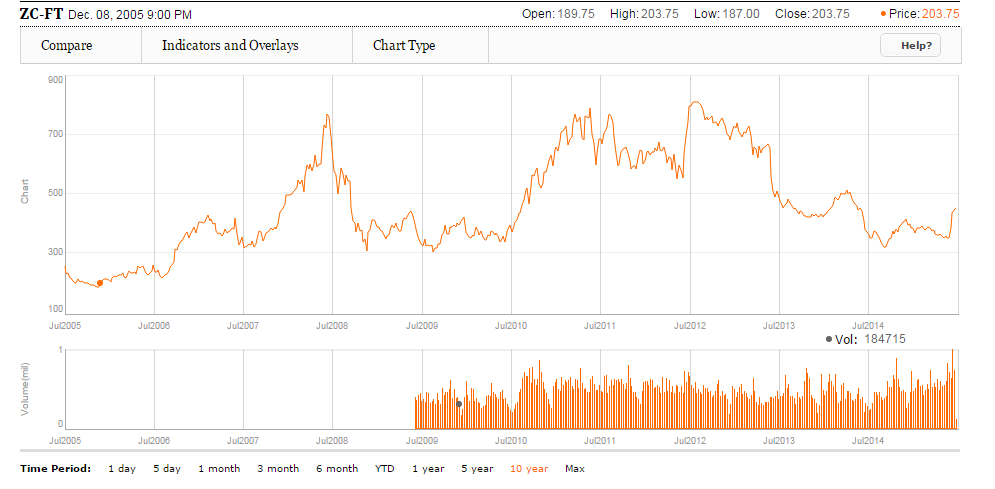 ZC-FT Dec. 08, 2005 9:00 PM Open: 189.75 High: 203.75 Low: 187.00 Close: 203.75 Price: 203.75
Compare Indicators and Overlays Chart Type Help?
900
700
500
300
100
Chart
Jul2005 Jul2006 Jul2007 Jul2008 Jul2009 Jul2010 Jul2011 Jul2012 Jul2013 Jul2014
Vol: 184715
1
0
Volume(mil)
Jul2005 Jul2006 Jul2007 Jul2008 Jul2009 Jul2010 Jul2011 Jul2012 Jul2013 Jul2014
Time Period: 1 day 5 day 1 month 3 month 6 month YTD 1 year 5 year 10 year Max